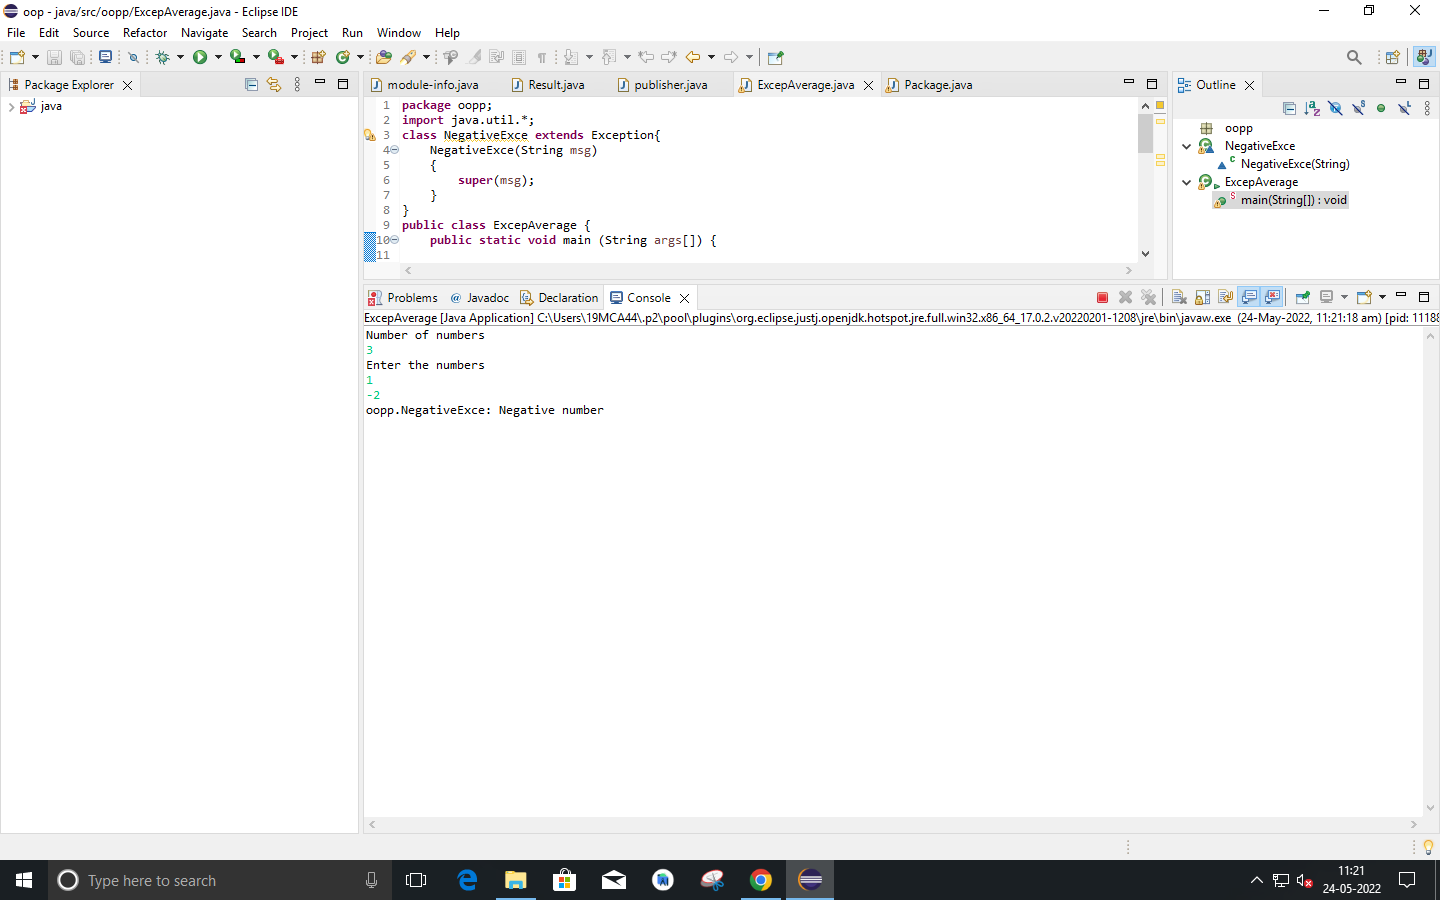 oop - java/src/oopp/ExcepAverage.java - Eclipse IDE
File Edit Source Refactor Navigate Search Project Run Window Help
Package Explorer
java
module-info.java Result.java publisher.java ExcepAverage.java Package.java
1 package oopp;
2 import java.util.*;
3 class NegativeExce extends Exception{
4 NegativeExce(String msg)
5 {
6 super(msg);
7 }
8 }
9 public class ExcepAverage {
10 public static void main (String args[]) {
11
Outline
oopp
NegativeExce
NegativeExce(String)
ExcepAverage
main(String[]) : void
Problems @ Javadoc Declaration Console
ExcepAverage [Java Application] C:\Users\19MCA44\.p2\pool\plugins\org.eclipse.justj.openjdk.hotspot.jre.full.win32.x86_64_17.0.2.v20220201-1208\jre\bin\javaw.exe (24-May-2022, 11:21:18 am) [pid: 11188
Number of numbers
3
Enter the numbers
1
-2
oopp.NegativeExce: Negative number
Type here to search
11:21
24-05-2022